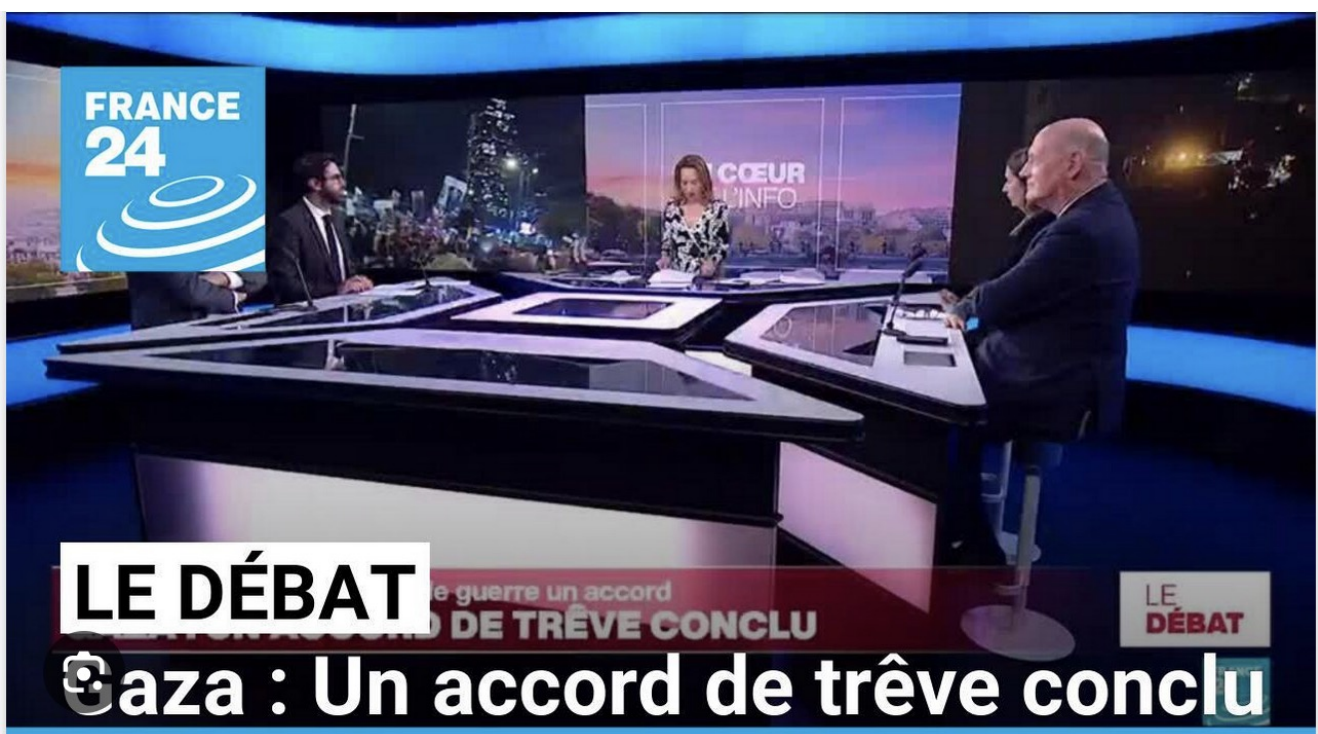 FRANCE
24
CŒUR
L'INFO
LE DÉBAT
guerre un accord
DE TRÊVE CONCLU
LE
DÉBAT
Gaza : Un accord de trêve conclu